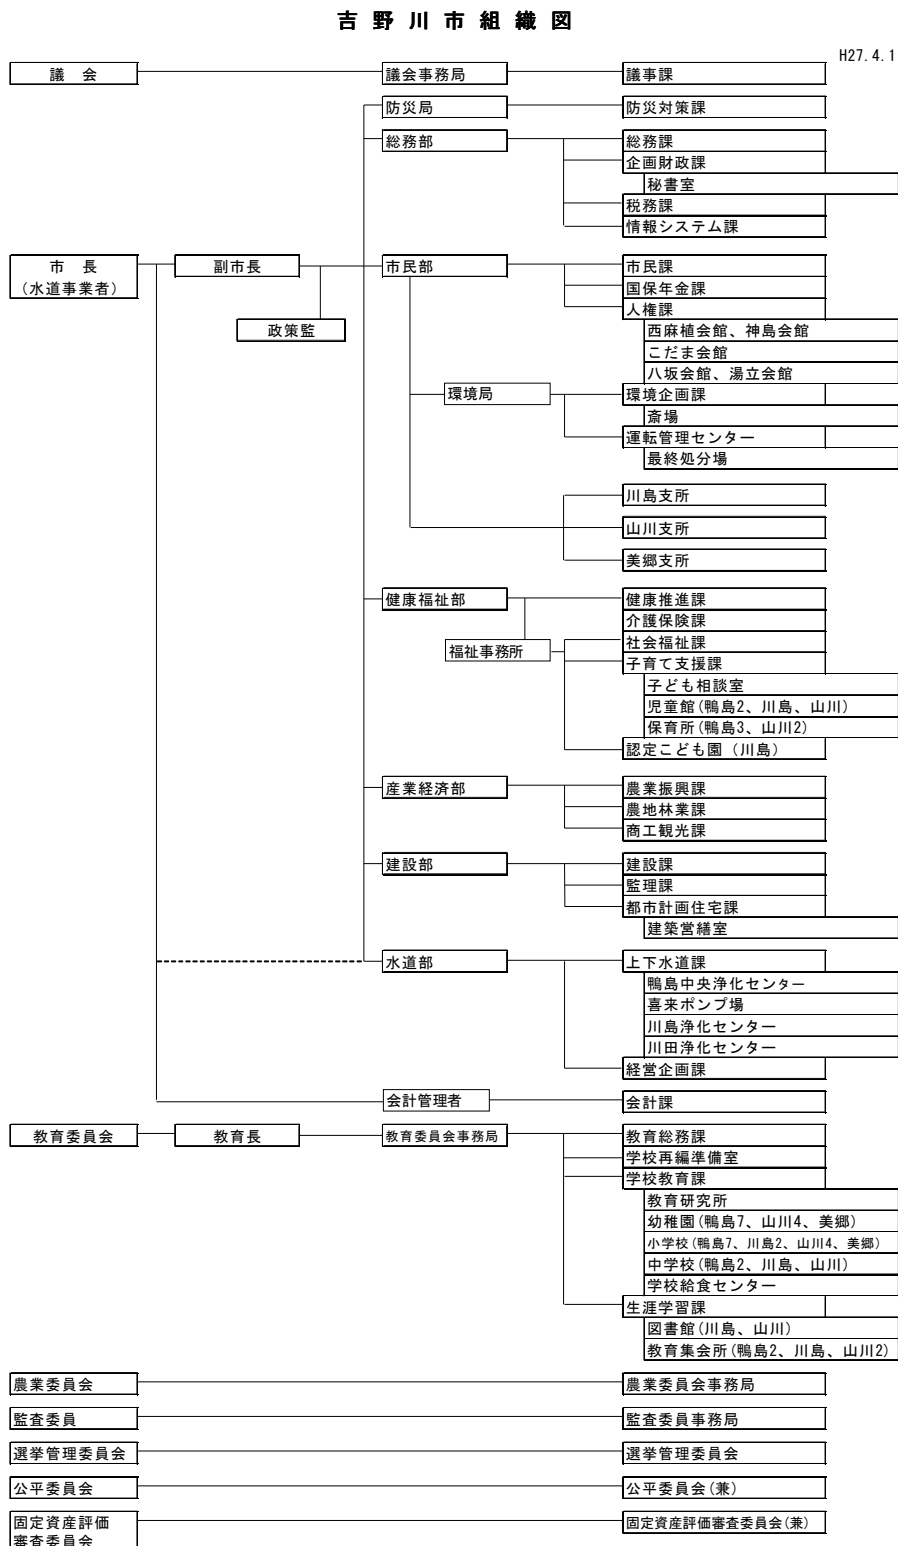 吉野川市組織図
H27.4.1
議　会
議会事務局
議事課
防災局
防災対策課
総務部
総務課
企画財政課
秘書室
税務課
情報システム課
市　長
(水道事業者)
副市長
政策監
市民部
市民課
国保年金課
人権課
西麻植会館、神島会館
こだま会館
八坂会館、湯立会館
環境局
環境企画課
斎場
運転管理センター
最終処分場
川島支所
山川支所
美郷支所
健康福祉部
健康推進課
介護保険課
福祉事務所
社会福祉課
子育て支援課
子ども相談室
児童館(鴨島2、川島、山川)
保育所(鴨島3、山川2)
認定こども園（川島）
産業経済部
農業振興課
農地林業課
商工観光課
建設部
建設課
監理課
都市計画住宅課
建築営繕室
水道部
上下水道課
鴨島中央浄化センター
喜来ポンプ場
川島浄化センター
川田浄化センター
経営企画課
会計管理者
会計課
教育委員会
教育長
教育委員会事務局
教育総務課
学校再編準備室
学校教育課
教育研究所
幼稚園(鴨島7、山川4、美郷)
小学校(鴨島7、川島2、山川4、美郷)
中学校(鴨島2、川島、山川)
学校給食センター
生涯学習課
図書館(川島、山川)
教育集会所(鴨島2、川島、山川2)
農業委員会
農業委員会事務局
監査委員
監査委員事務局
選挙管理委員会
選挙管理委員会
公平委員会
公平委員会(兼)
固定資産評価
審査委員会
固定資産評価審査委員会(兼)